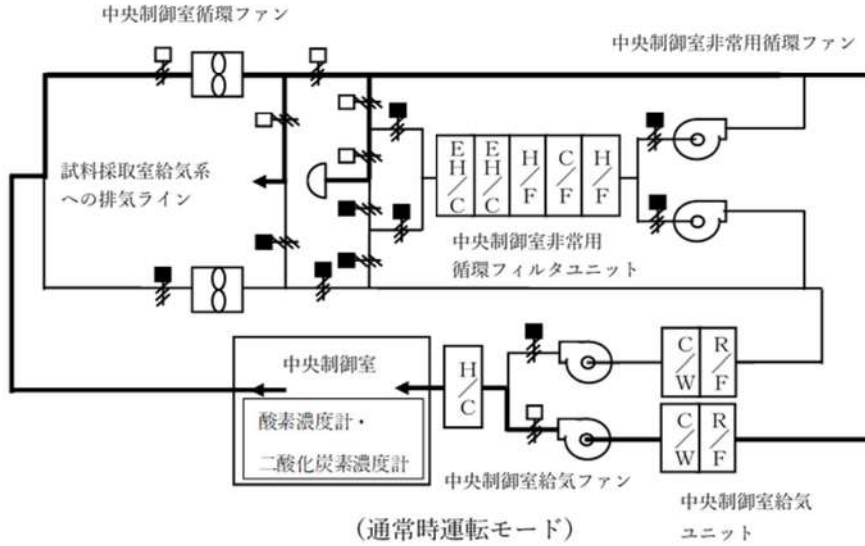 中央制御室循環ファン
中央制御室非常用循環ファン
試料採取室給気系
への排気ライン
EH/C
EH/C
H/F
C/F
H/F
中央制御室非常用
循環フィルタユニット
中央制御室
酸素濃度計・
二酸化炭素濃度計
H/C
C/W
R/F
C/W
R/F
中央制御室給気ファン
中央制御室給気
ユニット
(通常時運転モード)